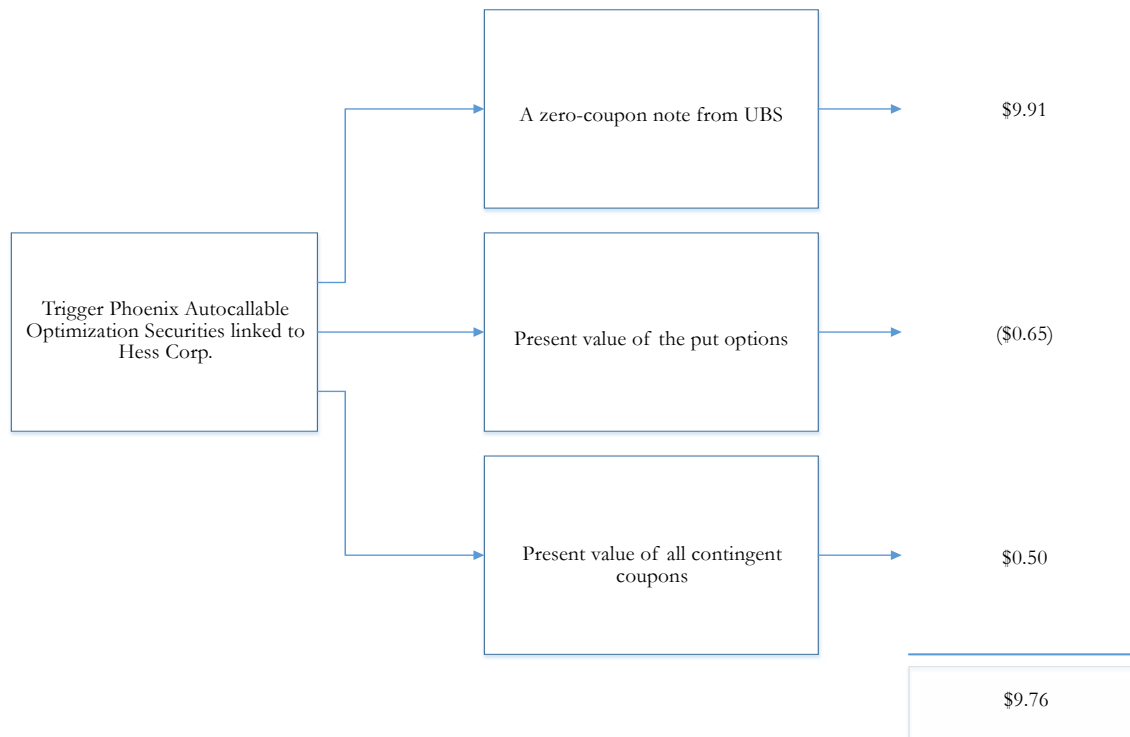 A zero-coupon note from UBS
$9.91
Trigger Phoenix Autocallable
Optimization Securities linked to
Hess Corp.
Present value of the put options
($0.65)
Present value of all contingent
coupons
$0.50
$9.76